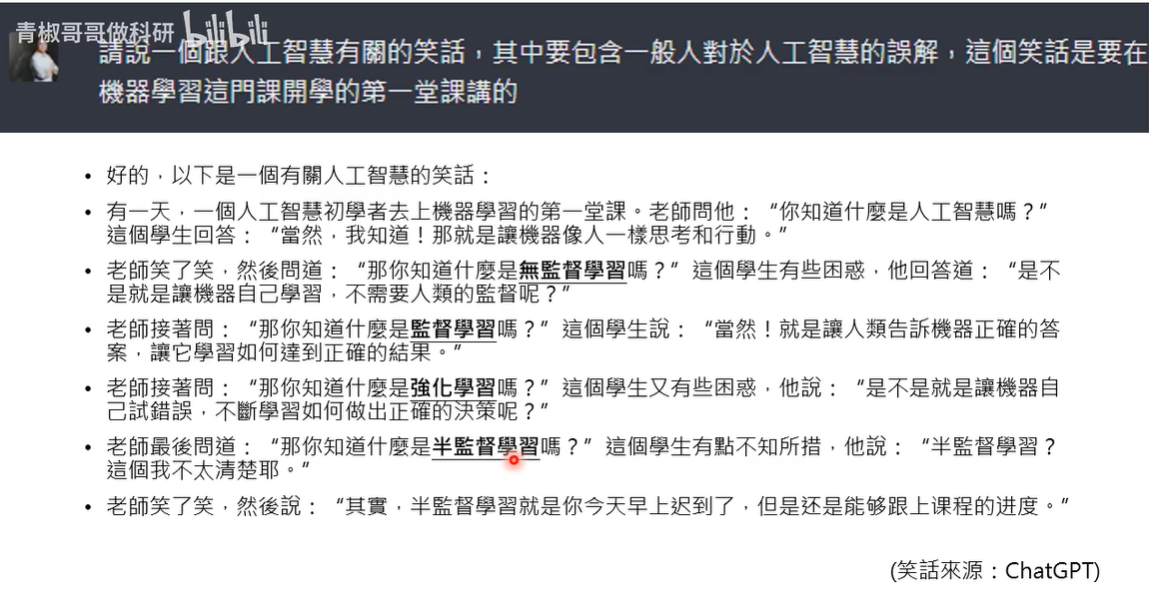 青椒哥哥做科研 bilibili
請說一個跟人工智慧有關的笑話，其中要包含一般人對於人工智慧的誤解，這個笑話是要在
機器學習這門課開學的第一堂課講的
• 好的，以下是一個有關人工智慧的笑話：
• 有一天，一個人工智慧初學者去上機器學習的第一堂課。老師問他：“你知道什麼是人工智慧嗎？”
這個學生回答：“當然，我知道！那就是讓機器像人一樣思考和行動。”
• 老師笑了笑，然後問道：“那你知道什麼是無監督學習嗎？”這個學生有些困惑，他回答道：“是不
是就是讓機器自己學習，不需要人類的監督呢？”
• 老師接著問：“那你知道什麼是監督學習嗎？”這個學生說：“當然！就是讓人類告訴機器正確的答
案，讓它學習如何達到正確的結果。”
• 老師接著問：“那你知道什麼是強化學習嗎？”這個學生又有些困惑，他說：“是不是就是讓機器自
己試錯誤，不斷學習如何做出正確的決策呢？”
• 老師最後問道：“那你知道什麼是半監督學習嗎？”這個學生有點不知所措，他說：“半監督學習？
這個我不太清楚耶。”
• 老師笑了笑，然後說：“其實，半監督學習就是你今天早上迟到了，但是还是能够跟上课程的进度。”
(笑話來源：ChatGPT)